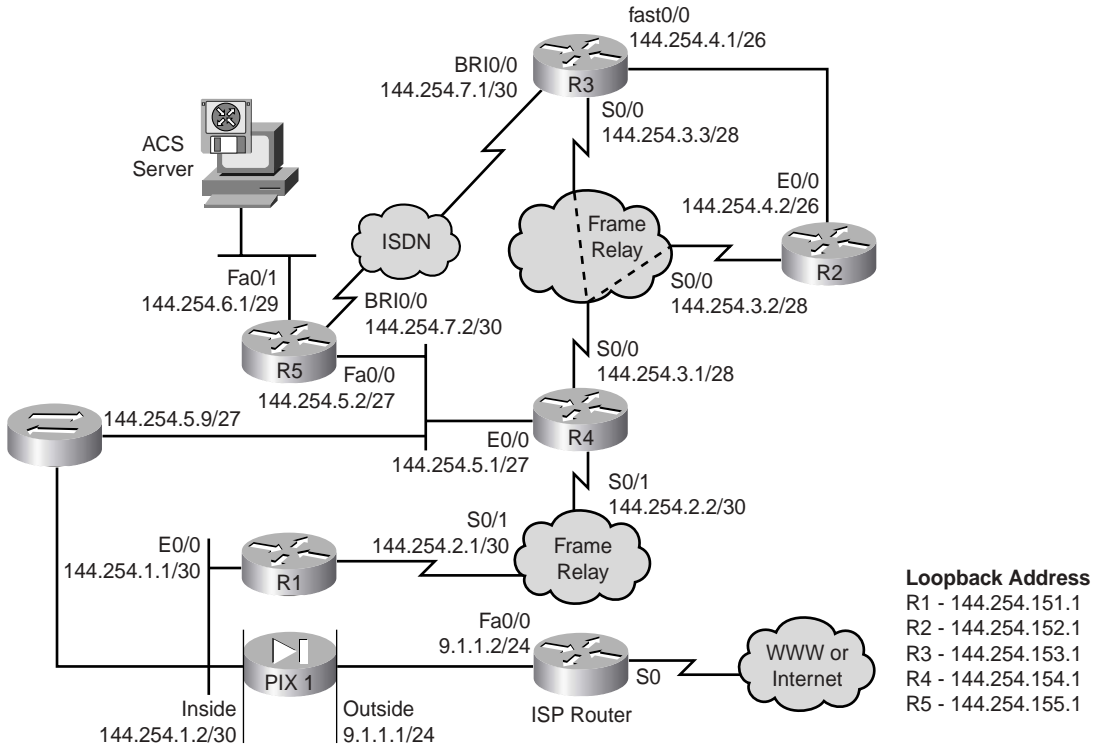 fast0/0
144.254.4.1/26
BRI0/0
144.254.7.1/30
R3
S0/0
144.254.3.3/28
ACS
Server
E0/0
144.254.4.2/26
Frame
Relay
ISDN
R2
S0/0
144.254.3.2/28
Fa0/1
144.254.6.1/29
BRI0/0
144.254.7.2/30
R5
Fa0/0
144.254.5.2/27
S0/0
144.254.3.1/28
144.254.5.9/27
R4
E0/0
144.254.5.1/27
S0/1
144.254.2.2/30
S0/1
144.254.2.1/30
E0/0
144.254.1.1/30
R1
Frame
Relay
Loopback Address
R1 - 144.254.151.1
R2 - 144.254.152.1
R3 - 144.254.153.1
R4 - 144.254.154.1
R5 - 144.254.155.1
Fa0/0
9.1.1.2/24
WWW or
Internet
PIX 1
S0
ISP Router
Inside
144.254.1.2/30
Outside
9.1.1.1/24